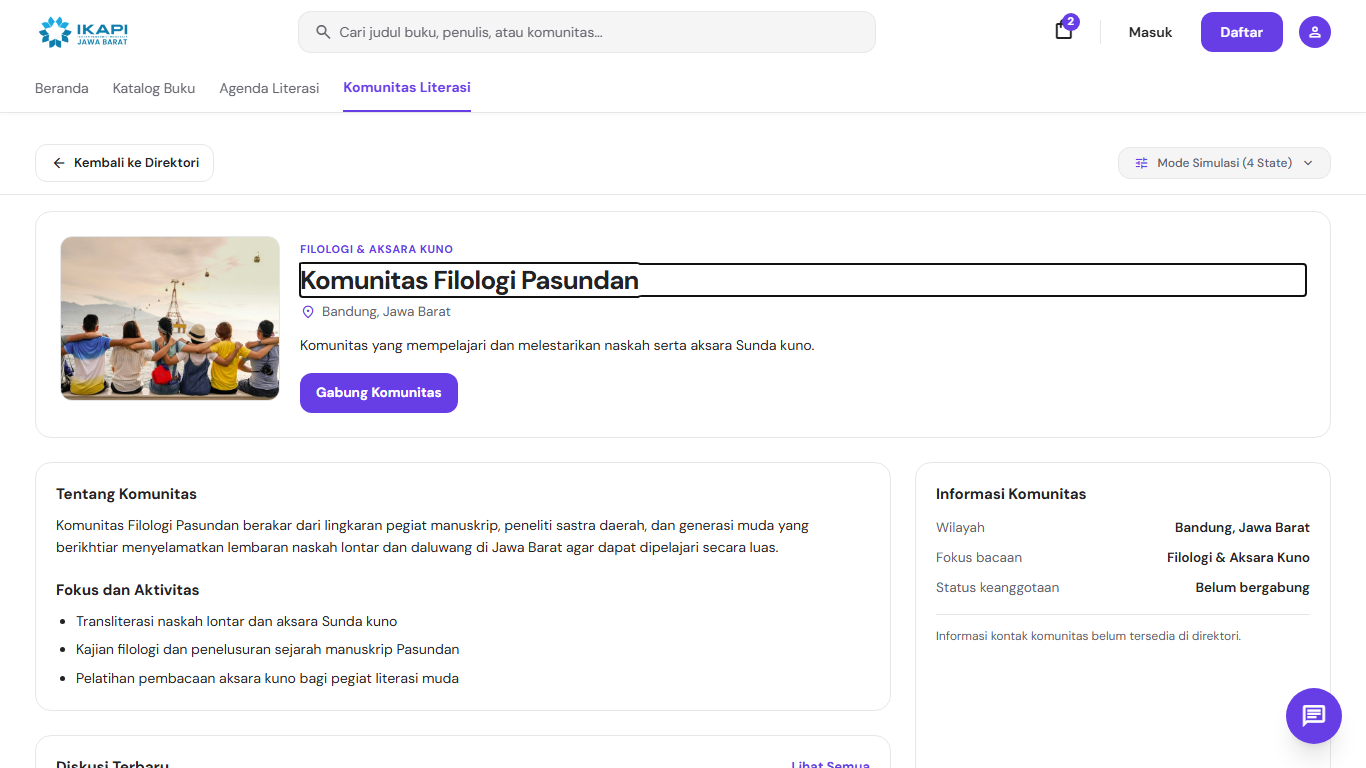 IKAPI
JAWA BARAT
Cari judul buku, penulis, atau komunitas...
2
Masuk
Daftar
Beranda
Katalog Buku
Agenda Literasi
Komunitas Literasi
Kembali ke Direktori
Mode Simulasi (4 State)
FILOLOGI & AKSARA KUNO
Komunitas Filologi Pasundan
Bandung, Jawa Barat
Komunitas yang mempelajari dan melestarikan naskah serta aksara Sunda kuno.
Gabung Komunitas
Tentang Komunitas
Komunitas Filologi Pasundan berakar dari lingkaran pegiat manuskrip, peneliti sastra daerah, dan generasi muda yang
berikhtiar menyelamatkan lembaran naskah lontar dan daluwang di Jawa Barat agar dapat dipelajari secara luas.
Fokus dan Aktivitas
Transliterasi naskah lontar dan aksara Sunda kuno
Kajian filologi dan penelusuran sejarah manuskrip Pasundan
Pelatihan pembacaan aksara kuno bagi pegiat literasi muda
Informasi Komunitas
Wilayah Bandung, Jawa Barat
Fokus bacaan Filologi & Aksara Kuno
Status keanggotaan Belum bergabung
Informasi kontak komunitas belum tersedia di direktori.
Diskusi Terbaru
Lihat Semua